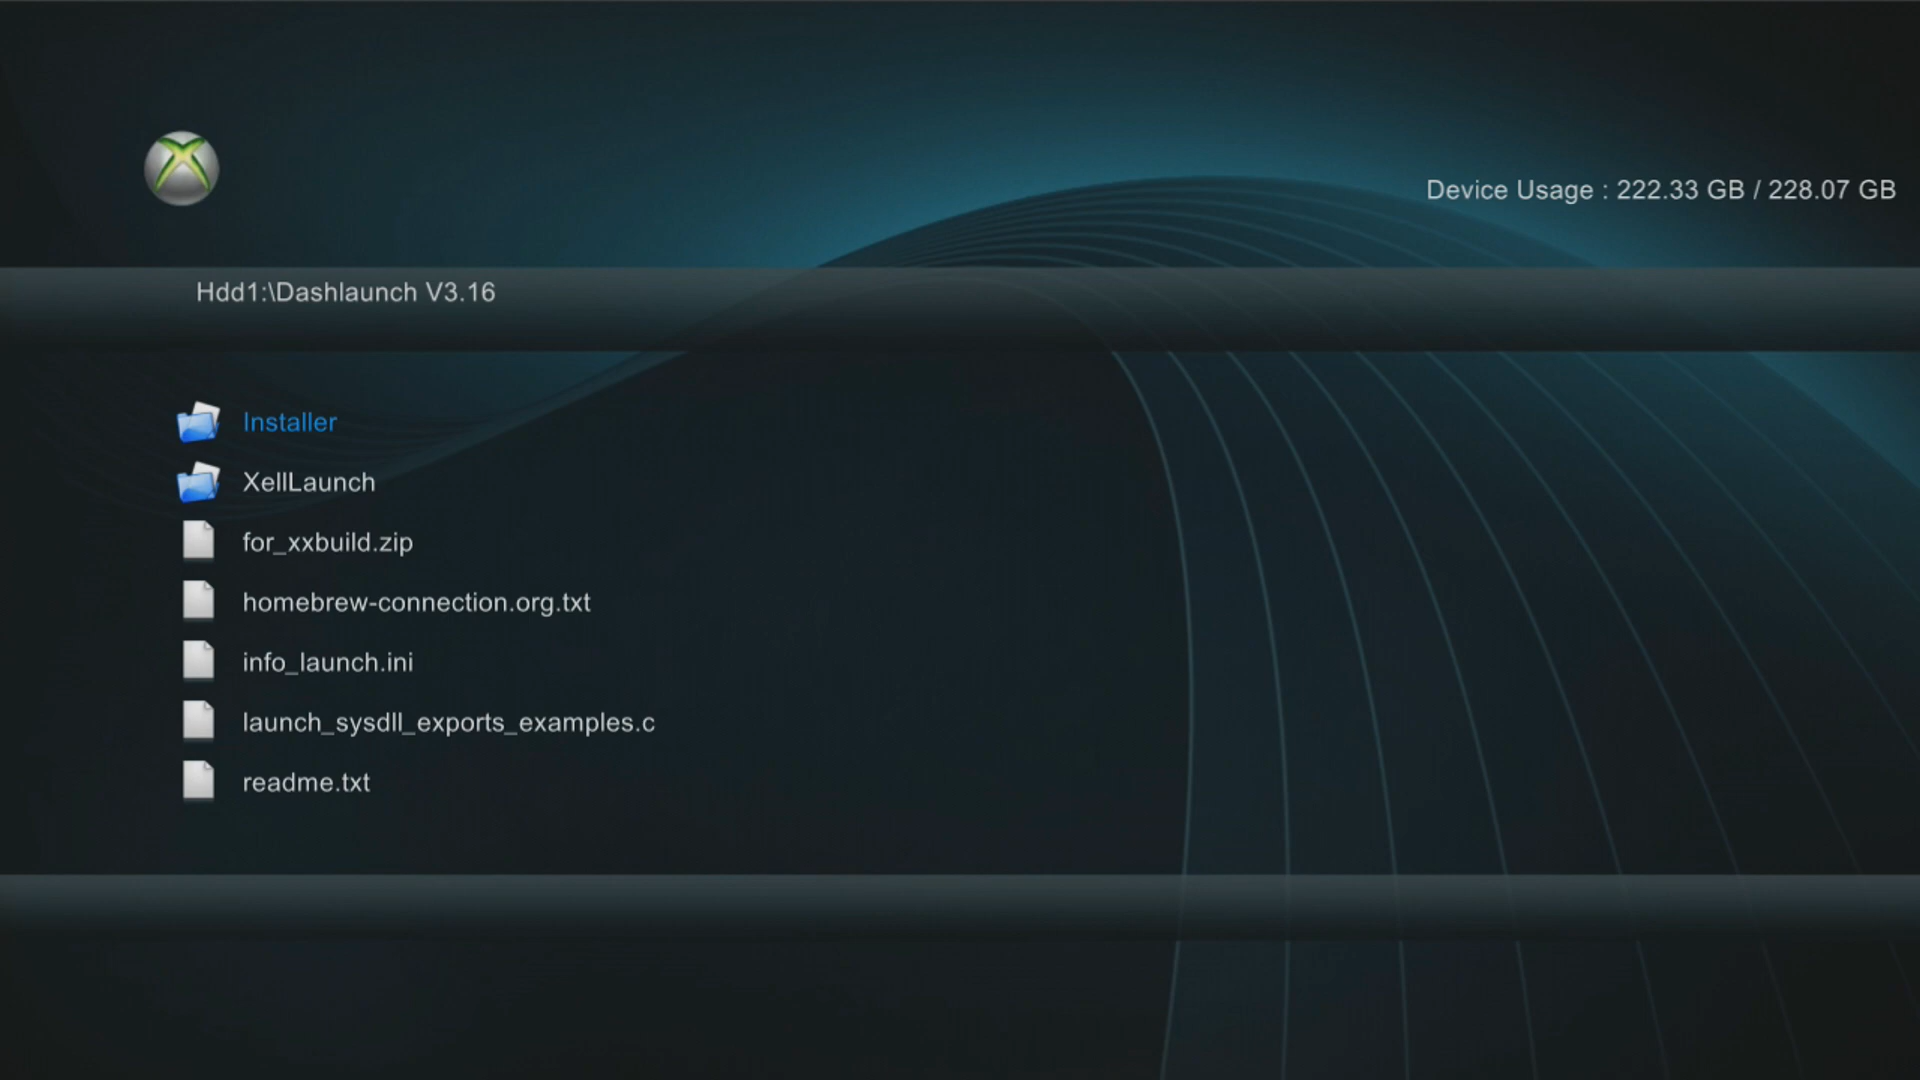 Device Usage : 222.33 GB / 228.07 GB
Hdd1:\Dashlaunch V3.16
Installer
XellLaunch
for_xxbuild.zip
homebrew-connection.org.txt
info_launch.ini
launch_sysdll_exports_examples.c
readme.txt